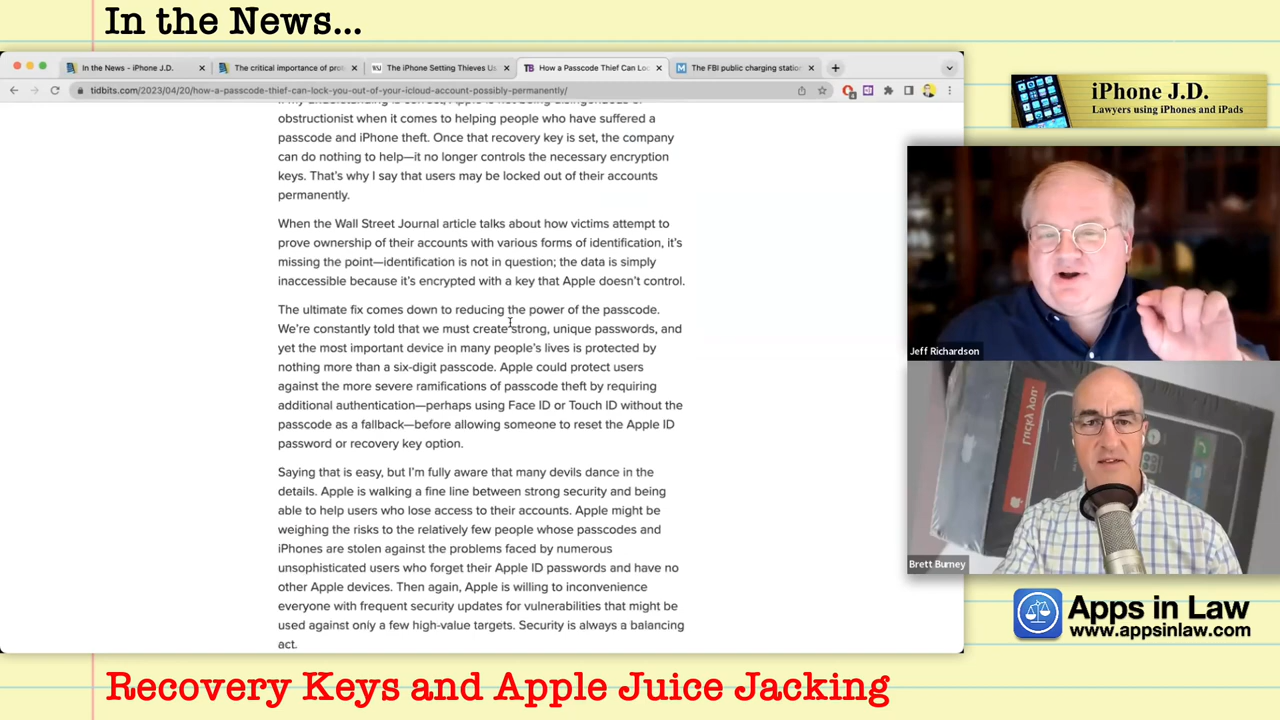 In the News...
In the News - iPhone J.D.
The critical importance of prot
The iPhone Setting Thieves Us
How a Passcode Thief Can Loc
The FBI public charging static
tidbits.com/2023/04/20/how-a-passcode-thief-can-lock-you-out-of-your-icloud-account-possibly-permanently/
obstructionist when it comes to helping people who have suffered a
passcode and iPhone theft. Once that recovery key is set, the company
can do nothing to help—it no longer controls the necessary encryption
keys. That's why I say that users may be locked out of their accounts
permanently.
When the Wall Street Journal article talks about how victims attempt to
prove ownership of their accounts with various forms of identification, it's
missing the point—identification is not in question; the data is simply
inaccessible because it's encrypted with a key that Apple doesn't control.
The ultimate fix comes down to reducing the power of the passcode.
We're constantly told that we must create strong, unique passwords, and
yet the most important device in many people's lives is protected by
nothing more than a six-digit passcode. Apple could protect users
against the more severe ramifications of passcode theft by requiring
additional authentication—perhaps using Face ID or Touch ID without the
passcode as a fallback—before allowing someone to reset the Apple ID
password or recovery key option.
Saying that is easy, but I'm fully aware that many devils dance in the
details. Apple is walking a fine line between strong security and being
able to help users who lose access to their accounts. Apple might be
weighing the risks to the relatively few people whose passcodes and
iPhones are stolen against the problems faced by numerous
unsophisticated users who forget their Apple ID passwords and have no
other Apple devices. Then again, Apple is willing to inconvenience
everyone with frequent security updates for vulnerabilities that might be
used against only a few high-value targets. Security is always a balancing
act.
iPhone J.D.
Lawyers using iPhones and iPads
Jeff Richardson
Brett Burney
Apps in Law
www.appsinlaw.com
Recovery Keys and Apple Juice Jacking